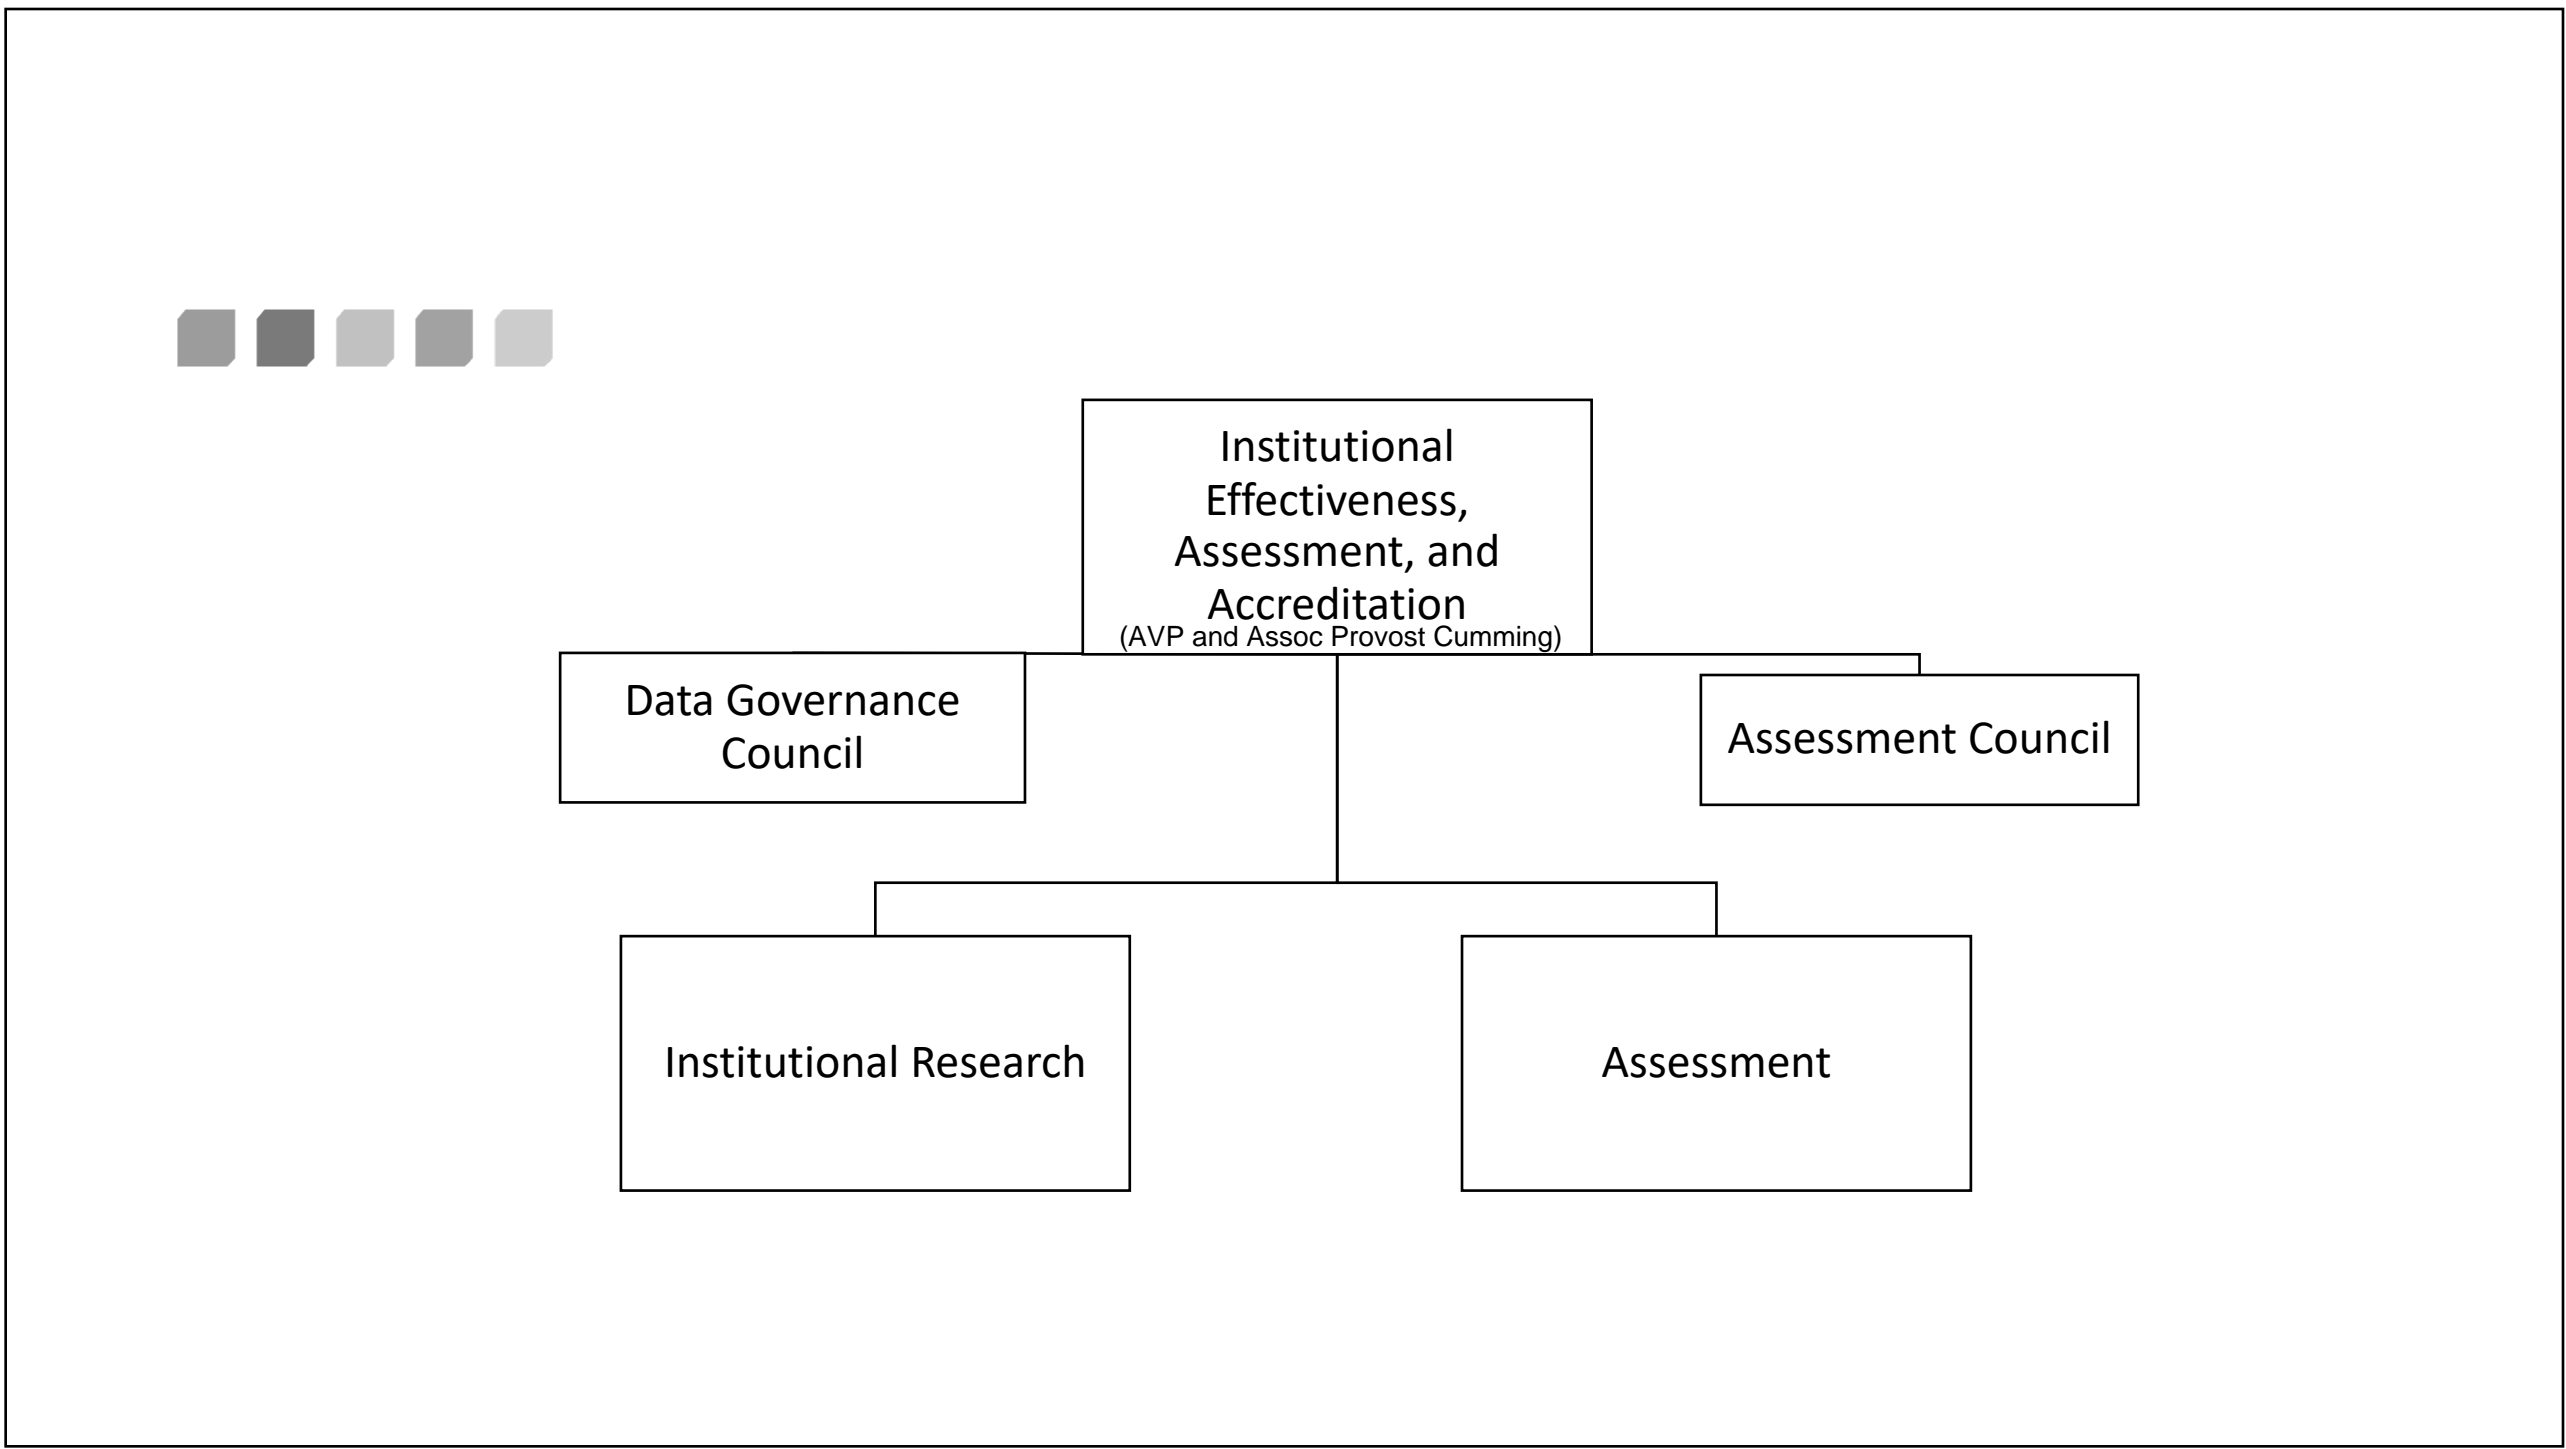 Institutional
Effectiveness,
Assessment, and
Accreditation
(AVP and Assoc Provost Cumming)
Data Governance
Council
Assessment Council
Institutional Research
Assessment